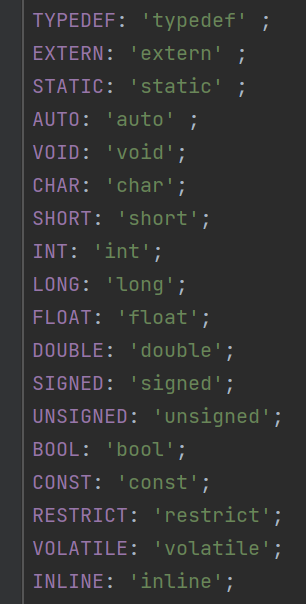 TYPEDEF: 'typedef' ;
EXTERN: 'extern' ;
STATIC: 'static' ;
AUTO: 'auto' ;
VOID: 'void';
CHAR: 'char';
SHORT: 'short';
INT: 'int';
LONG: 'long';
FLOAT: 'float';
DOUBLE: 'double';
SIGNED: 'signed';
UNSIGNED: 'unsigned';
BOOL: 'bool';
CONST: 'const';
RESTRICT: 'restrict';
VOLATILE: 'volatile';
INLINE: 'inline';